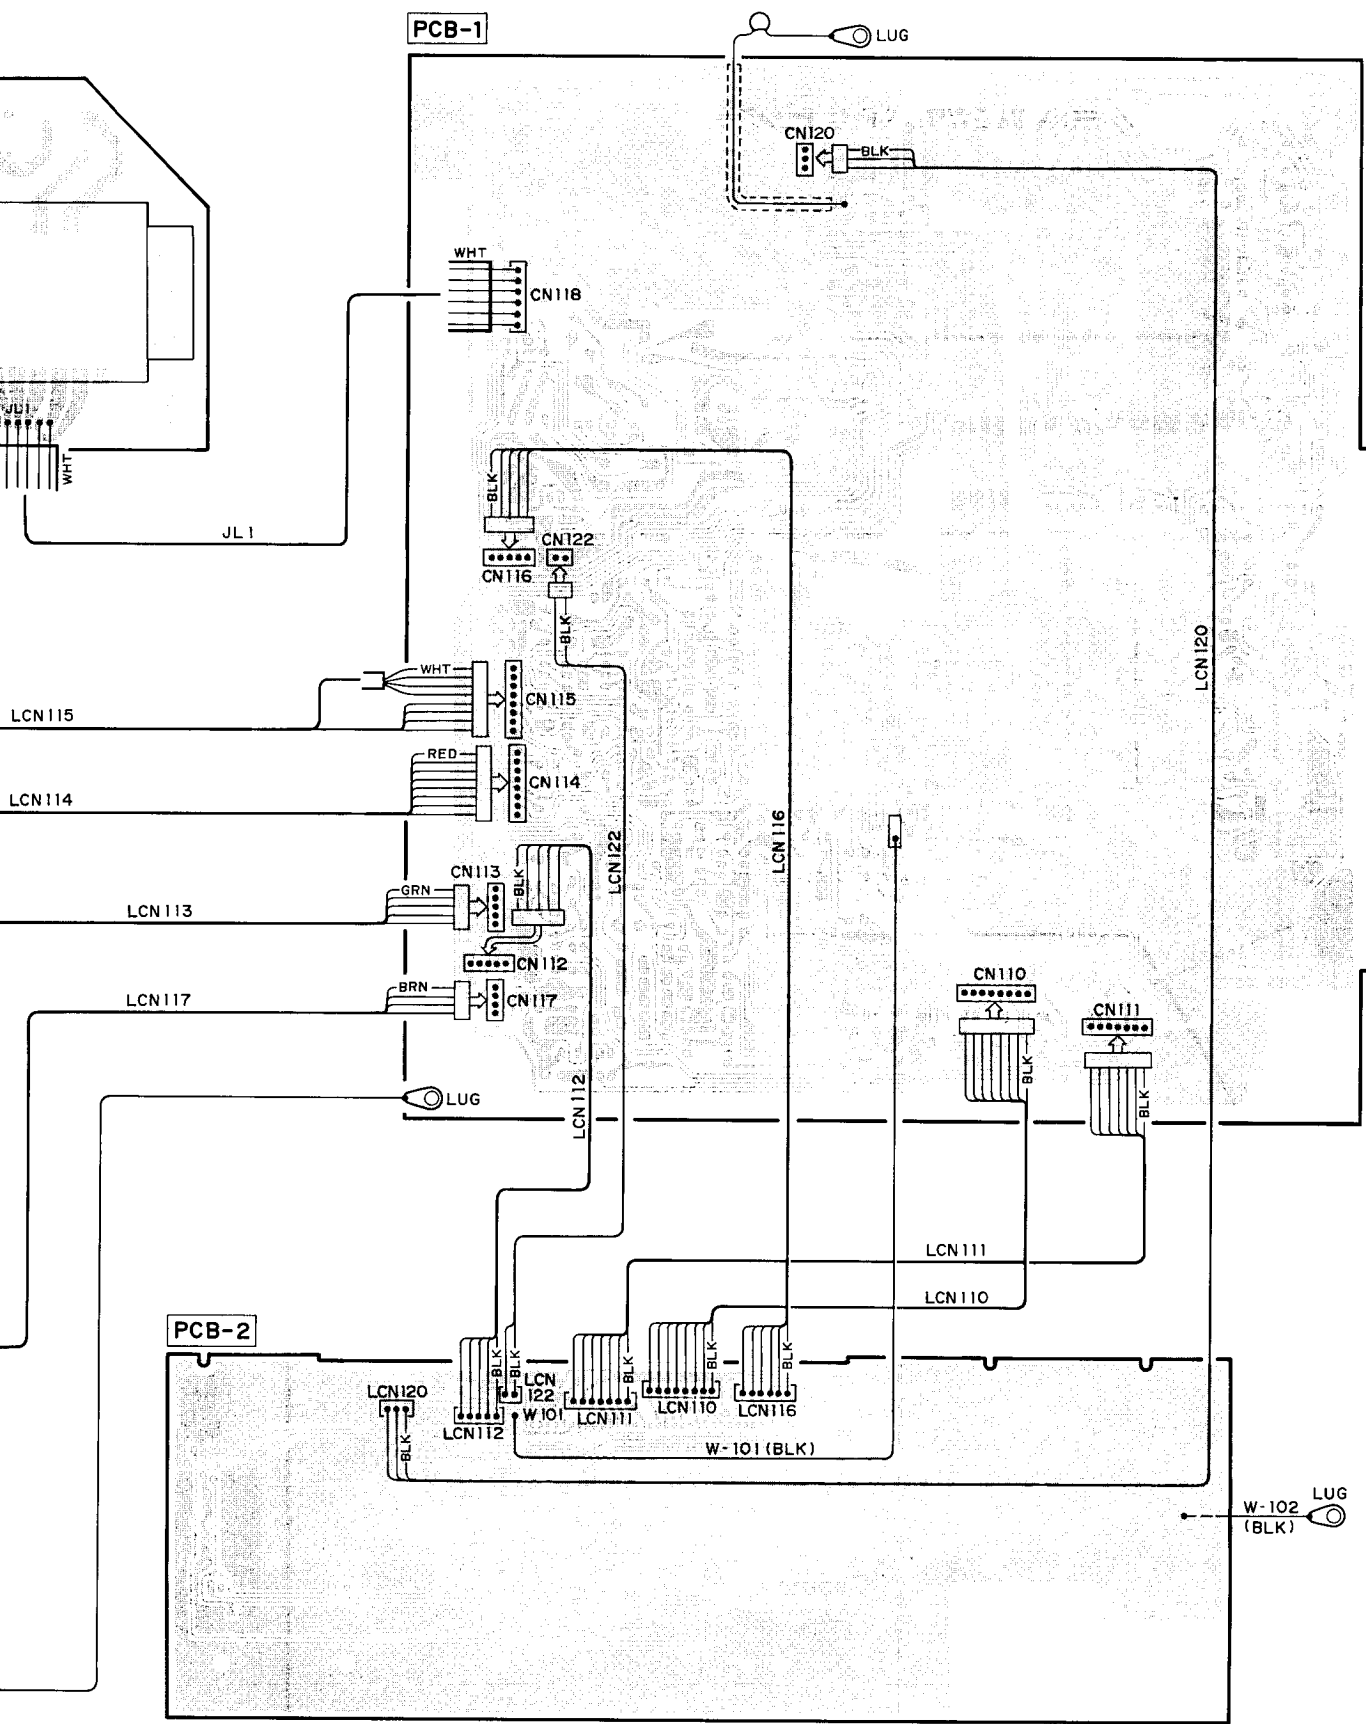 PCB-1
LUG
CN120
BLK
WHT
CN118
JL1
WHT
JL1
BLK
CN122
CN116
BLK
LCN120
WHT
LCN115
CN115
RED
LCN114
CN114
LCN122
LCN116
CN113
BLK
GRN
LCN113
CN112
CN110
BRN
LCN117
CN117
CN111
BLK
BLK
LCN112
LUG
LCN111
LCN110
PCB-2
BLK
BLK
BLK
BLK
BLK
LCN
122
LCN120
W101
LCN112
LCN111
LCN110
LCN116
BLK
W-101(BLK)
LUG
W-102
(BLK)